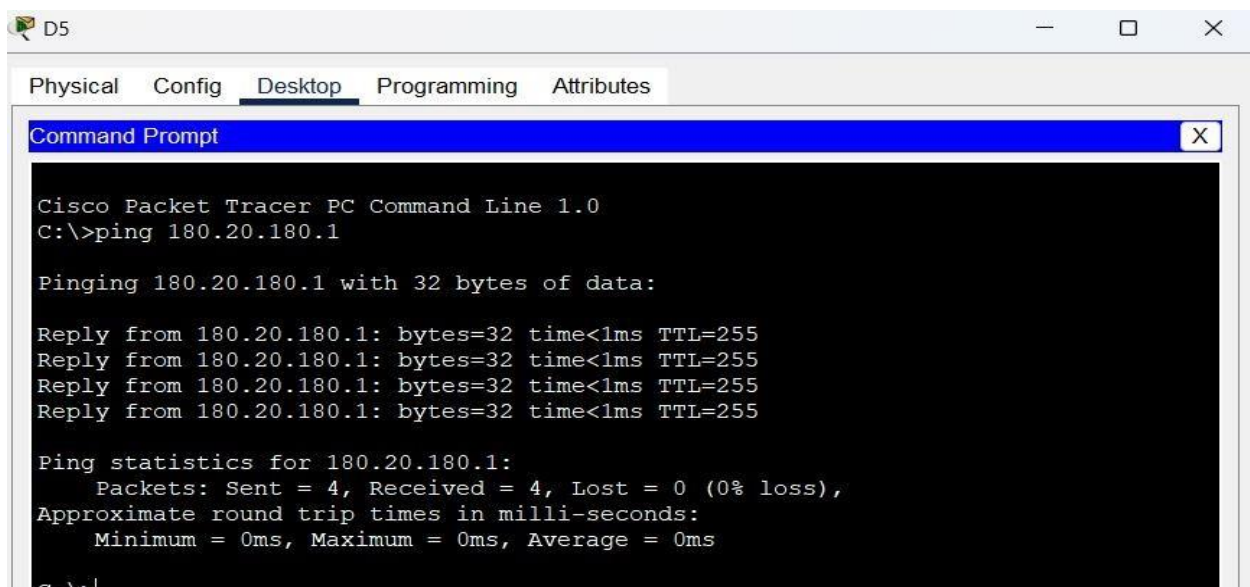 D5
Physical Config Desktop Programming Attributes
Command Prompt
X
Cisco Packet Tracer PC Command Line 1.0
C:\>ping 180.20.180.1
Pinging 180.20.180.1 with 32 bytes of data:
Reply from 180.20.180.1: bytes=32 time<1ms TTL=255
Reply from 180.20.180.1: bytes=32 time<1ms TTL=255
Reply from 180.20.180.1: bytes=32 time<1ms TTL=255
Reply from 180.20.180.1: bytes=32 time<1ms TTL=255
Ping statistics for 180.20.180.1:
Packets: Sent = 4, Received = 4, Lost = 0 (0% loss),
Approximate round trip times in milli-seconds:
Minimum = 0ms, Maximum = 0ms, Average = 0ms